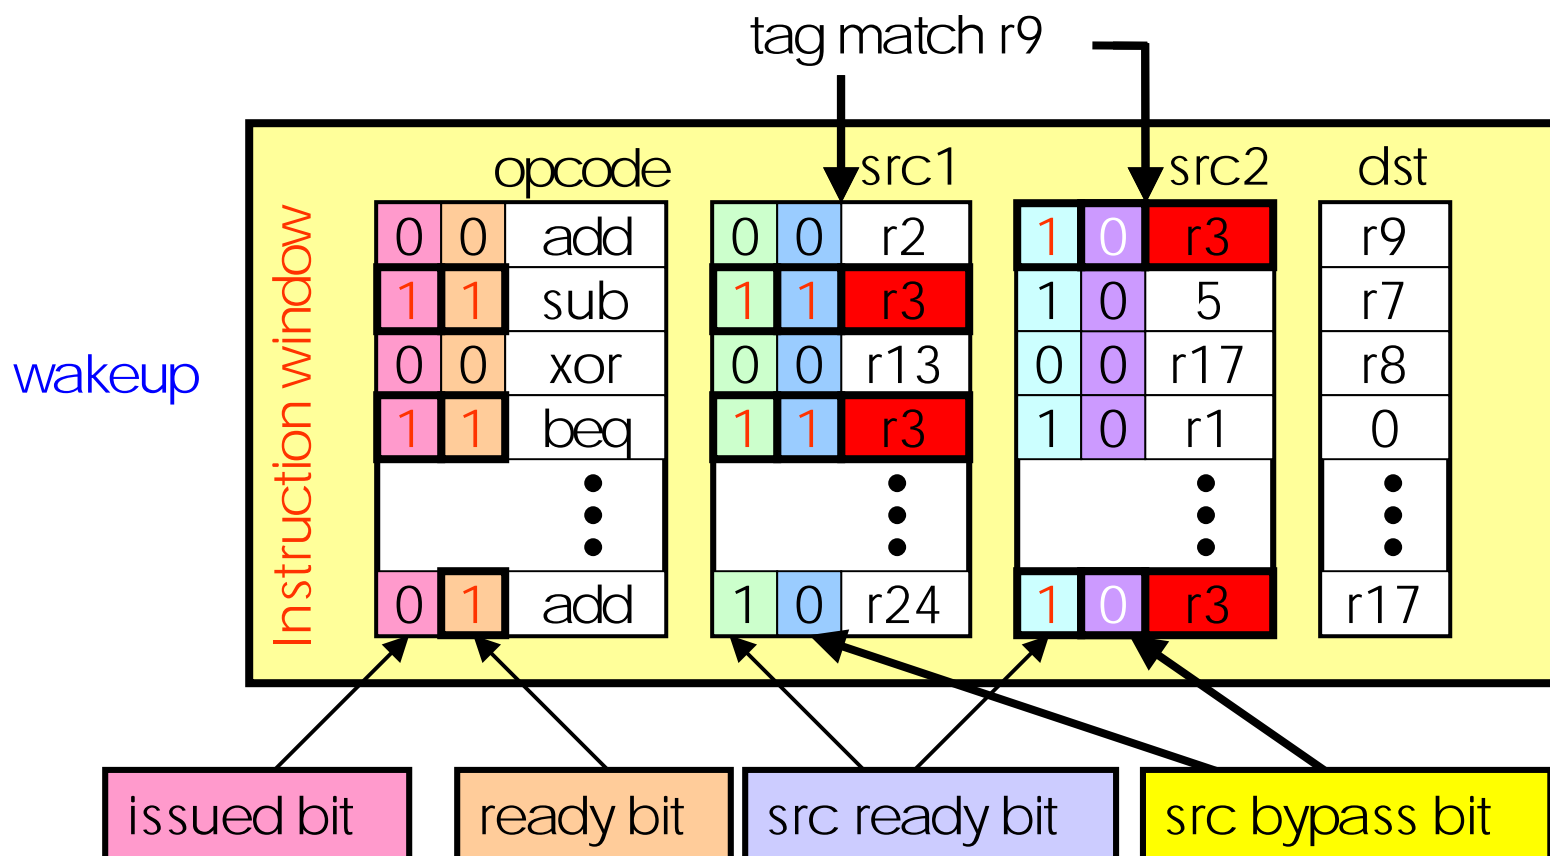 tag match r9
opcode src1 src2 dst
0 0 add 0 0 r2 1 0 r3 r9
1 1 sub 1 1 r3 1 0 5 r7
0 0 xor 0 0 r13 0 0 r17 r8
1 1 beq 1 1 r3 1 0 r1 0
0 1 add 1 0 r24 1 0 r3 r17
Instruction window
wakeup
issued bit
ready bit
src ready bit
src bypass bit